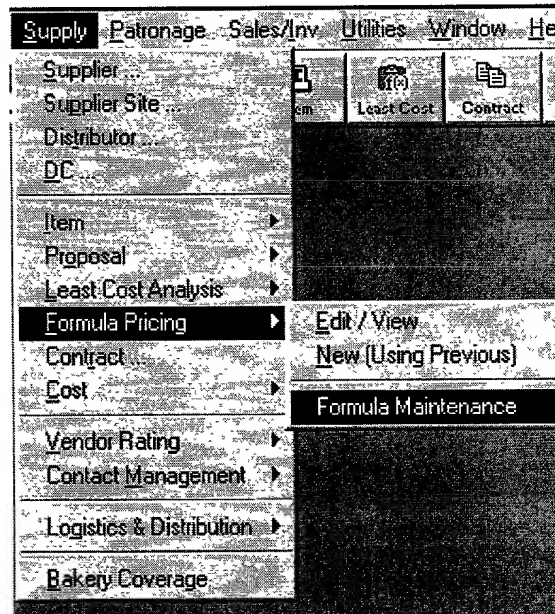 Supply Patronage Sales/Inv Utilities Window He
Supplier ...
Supplier Site ...
Distributor ...
DC ...
em Least Cost Contract
f(x)
Item
Proposal
Least Cost Analysis
Formula Pricing
Edit / View
Contract ...
New (Using Previous)
Cost
Formula Maintenance
Vendor Rating
Contact Management
Logistics & Distribution
Bakery Coverage